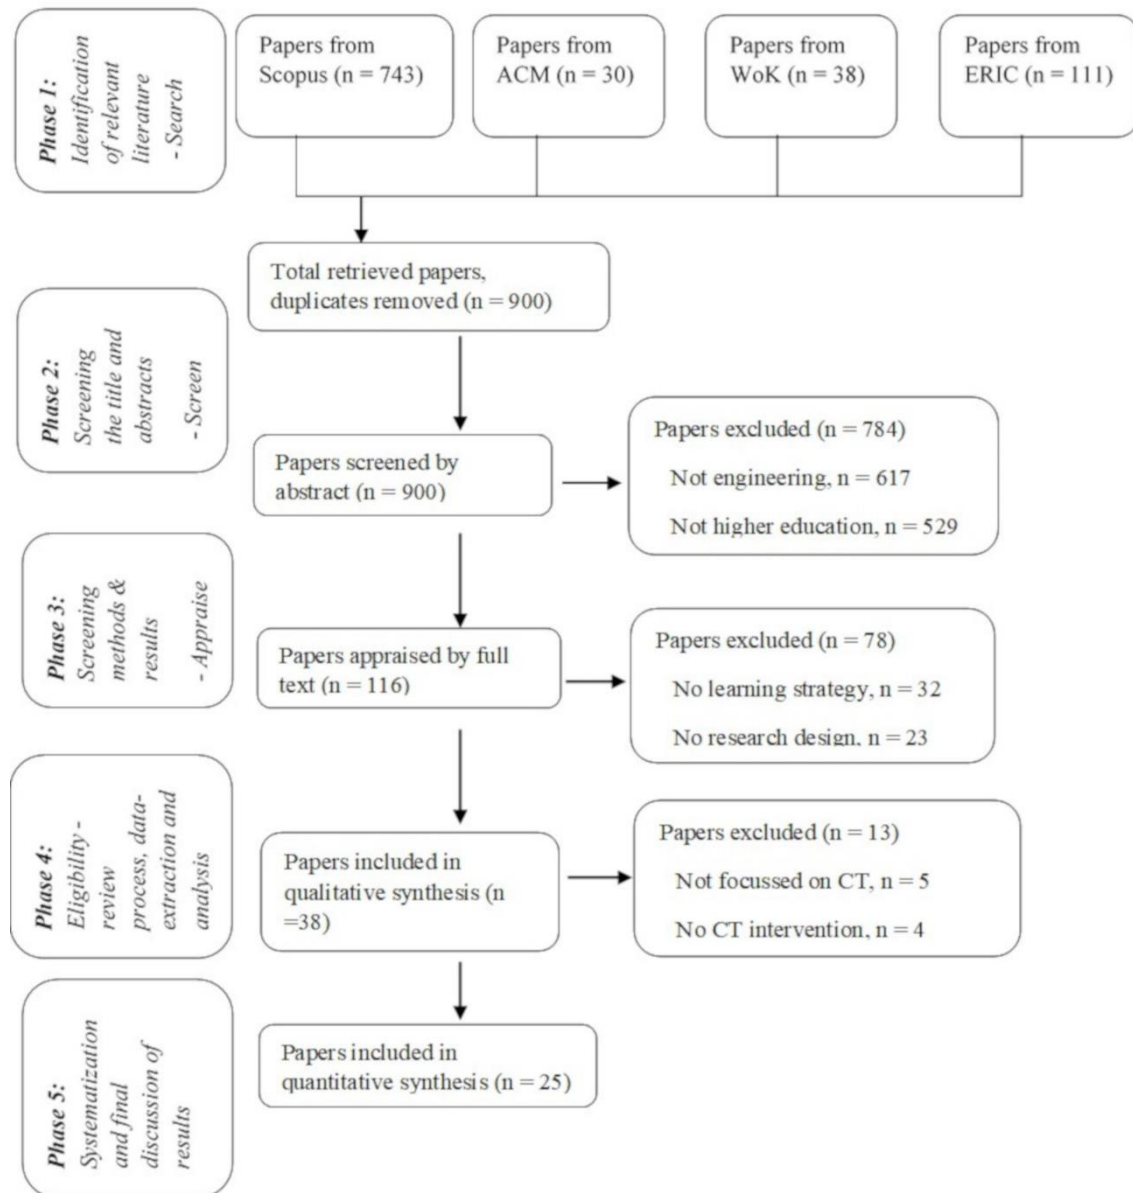 Phase 1:
Identification
of relevant
literature
- Search
Papers from
Scopus (n = 743)
Papers from
ACM (n = 30)
Papers from
WoK (n = 38)
Papers from
ERIC (n = 111)
Total retrieved papers,
duplicates removed (n = 900)
Phase 2:
Screening
the title and
abstracts
- Screen
Papers screened by
abstract (n = 900)
Papers excluded (n = 784)
Not engineering, n = 617
Not higher education, n = 529
Phase 3:
Screening
methods &
results
- Appraise
Papers appraised by full
text (n = 116)
Papers excluded (n = 78)
No learning strategy, n = 32
No research design, n = 23
Phase 4:
Eligibility -
review
process, data-
extraction and
analysis
Papers included in
qualitative synthesis (n
=38)
Papers excluded (n = 13)
Not focussed on CT, n = 5
No CT intervention, n = 4
Phase 5:
Systematization
and final
discussion of
results
Papers included in
quantitative synthesis (n = 25)